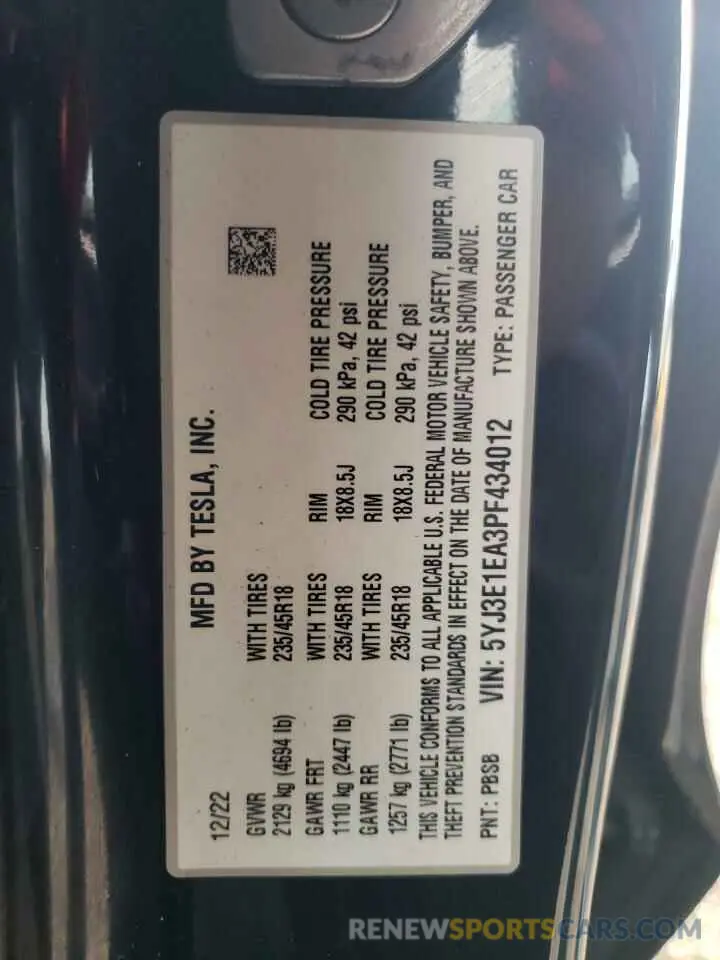 MFD BY TESLA, INC.
12/22
GVWR WITH TIRES
2129 kg (4694 lb) 235/45R18
GAWR FRT WITH TIRES RIM COLD TIRE PRESSURE
1110 kg (2447 lb) 235/45R18 18X8.5J 290 kPa, 42 psi
GAWR RR WITH TIRES RIM COLD TIRE PRESSURE
1257 kg (2771 lb) 235/45R18 18X8.5J 290 kPa, 42 psi
THIS VEHICLE CONFORMS TO ALL APPLICABLE U.S. FEDERAL MOTOR VEHICLE SAFETY, BUMPER, AND
THEFT PREVENTION STANDARDS IN EFFECT ON THE DATE OF MANUFACTURE SHOWN ABOVE.
PNT: PBSB VIN: 5YJ3E1EA3PF434012 TYPE: PASSENGER CAR
RENEWSPORTSCARS.COM